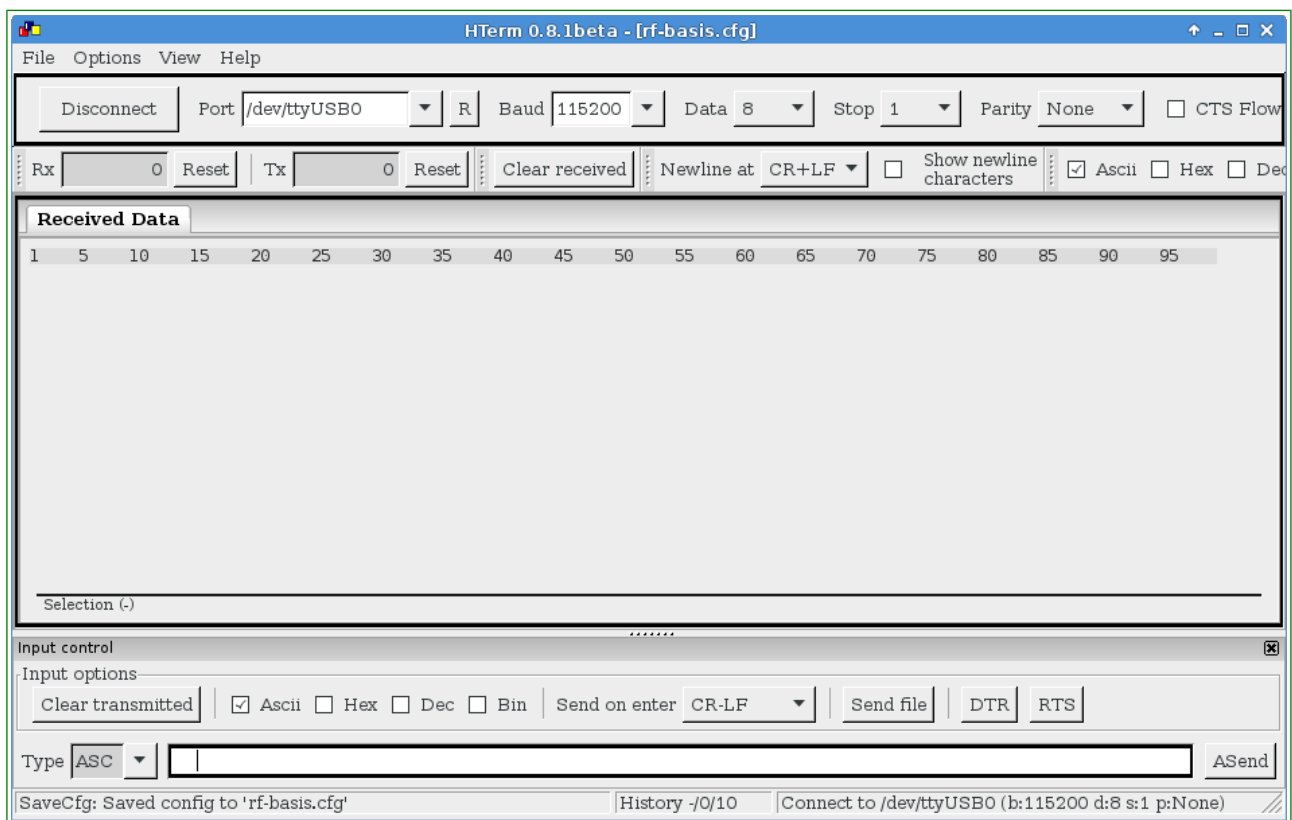 HTerm 0.8.1beta - [rf-basis.cfg]
File Options View Help
Disconnect Port /dev/ttyUSB0 R Baud 115200 Data 8 Stop 1 Parity None CTS Flow
Rx 0 Reset Tx 0 Reset Clear received Newline at CR+LF Show newline characters Ascii Hex Dec
Received Data
1 5 10 15 20 25 30 35 40 45 50 55 60 65 70 75 80 85 90 95
Selection (-)
Input control
Input options
Clear transmitted Ascii Hex Dec Bin Send on enter CR-LF Send file DTR RTS
Type ASC ASend
SaveCfg: Saved config to 'rf-basis.cfg' History -/0/10 Connect to /dev/ttyUSB0 (b:115200 d:8 s:1 p:None)